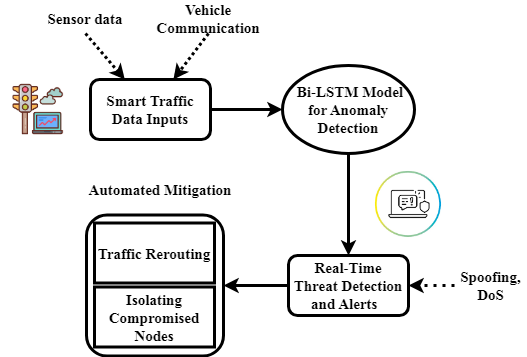 Sensor data
Vehicle
Communication
Smart Traffic
Data Inputs
Bi-LSTM Model
for Anomaly
Detection
Automated Mitigation
Traffic Rerouting
Isolating
Compromised
Nodes
Real-Time
Threat Detection
and Alerts
Spoofing,
DoS